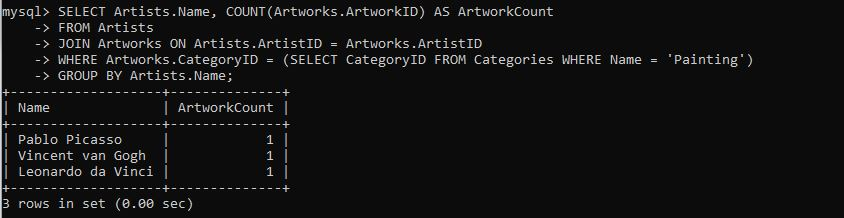 mysql> SELECT Artists.Name, COUNT(Artworks.ArtworkID) AS ArtworkCount
    -> FROM Artists
    -> JOIN Artworks ON Artists.ArtistID = Artworks.ArtistID
    -> WHERE Artworks.CategoryID = (SELECT CategoryID FROM Categories WHERE Name = 'Painting')
    -> GROUP BY Artists.Name;
+-------------------+--------------+
| Name              | ArtworkCount |
+-------------------+--------------+
| Pablo Picasso     |            1 |
| Vincent van Gogh  |            1 |
| Leonardo da Vinci |            1 |
+-------------------+--------------+
3 rows in set (0.00 sec)